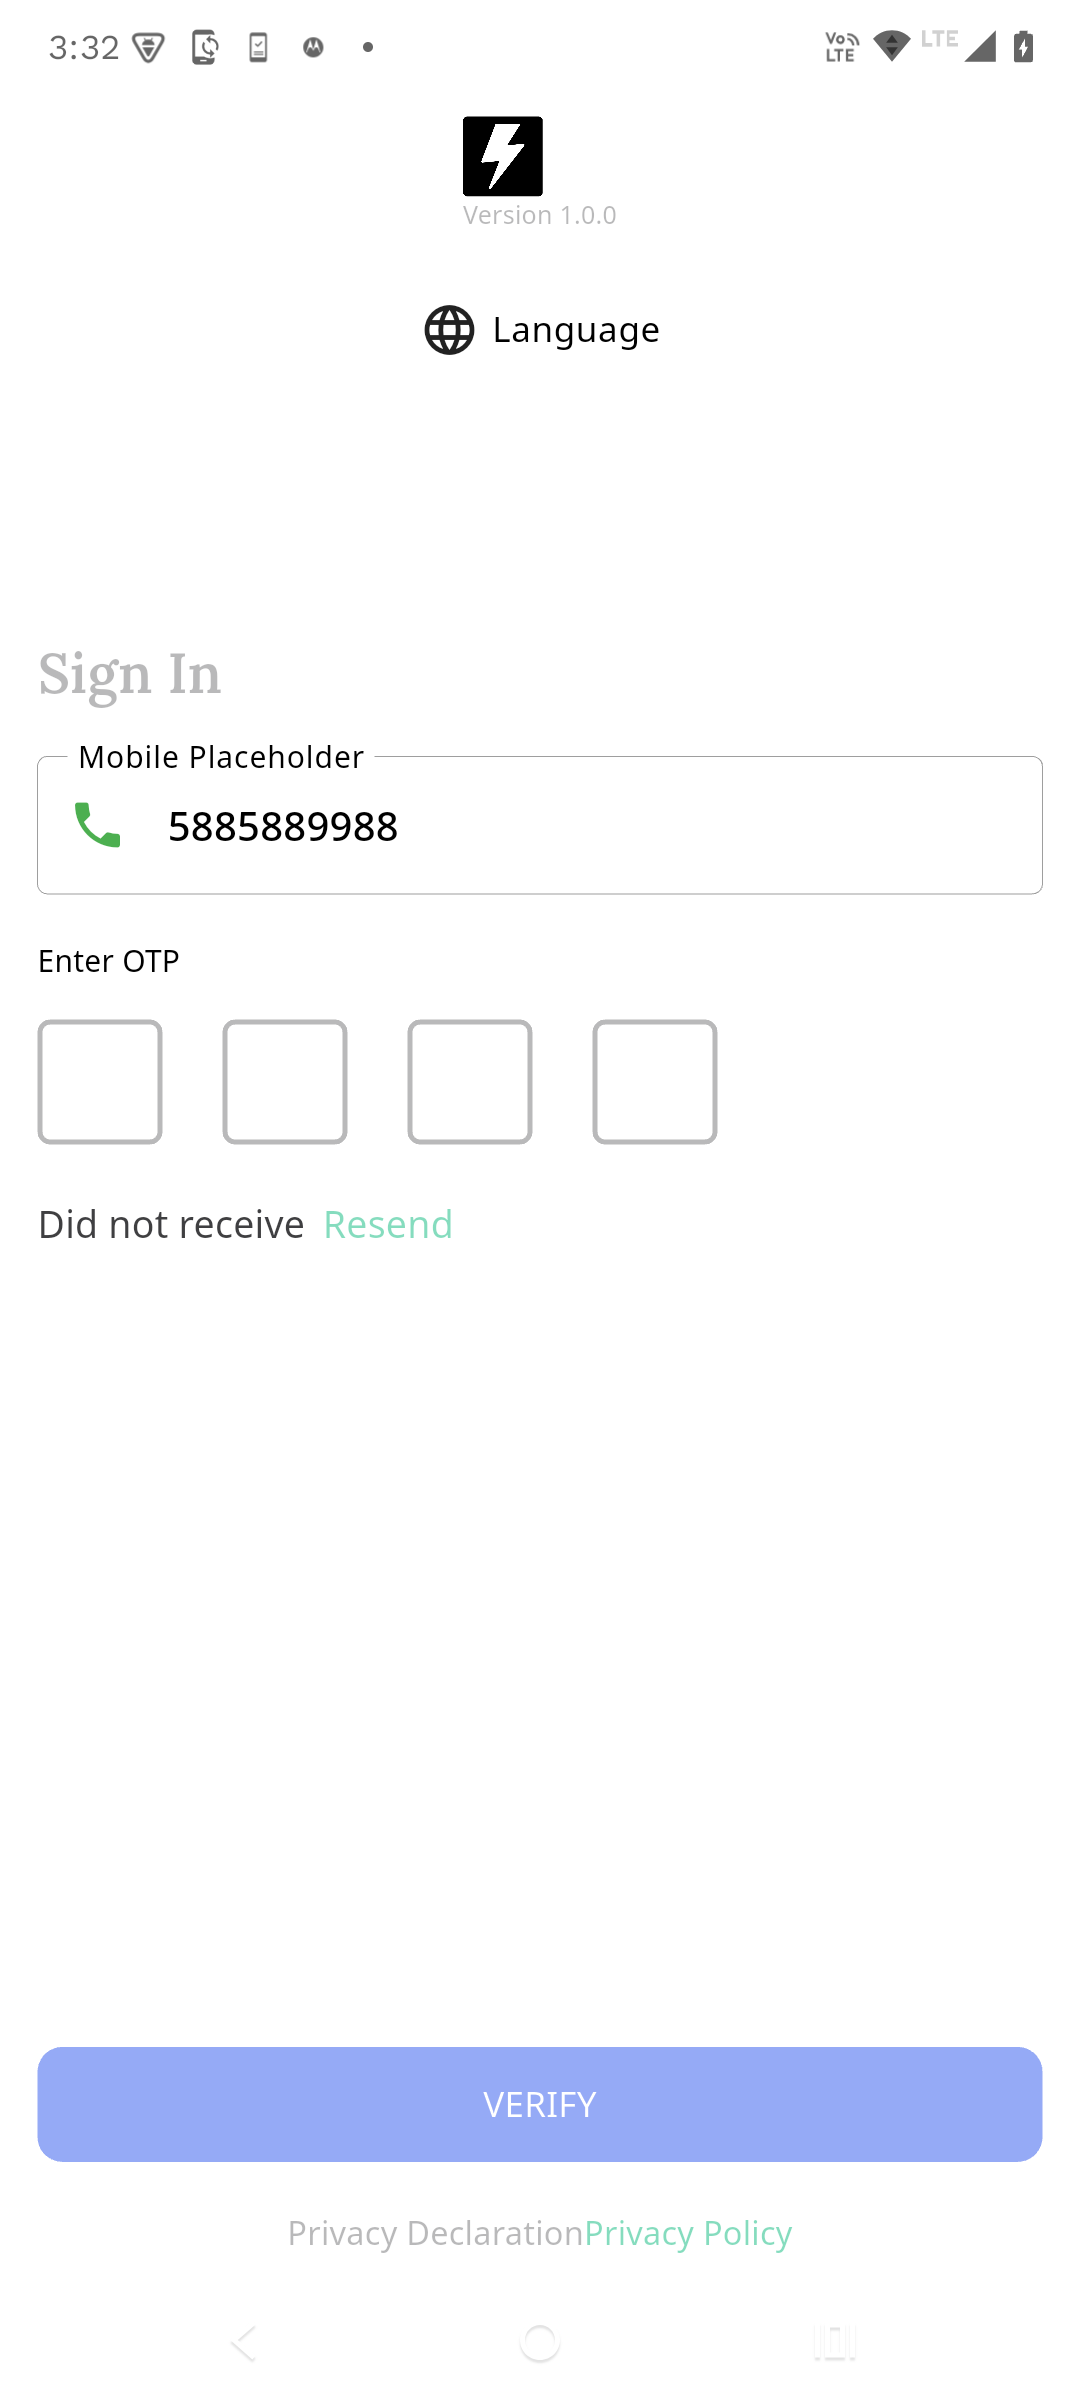 3:32
Vo LTE
LTE
Version 1.0.0
Language
Sign In
Mobile Placeholder
5885889988
Enter OTP
Did not receive Resend
VERIFY
Privacy DeclarationPrivacy Policy